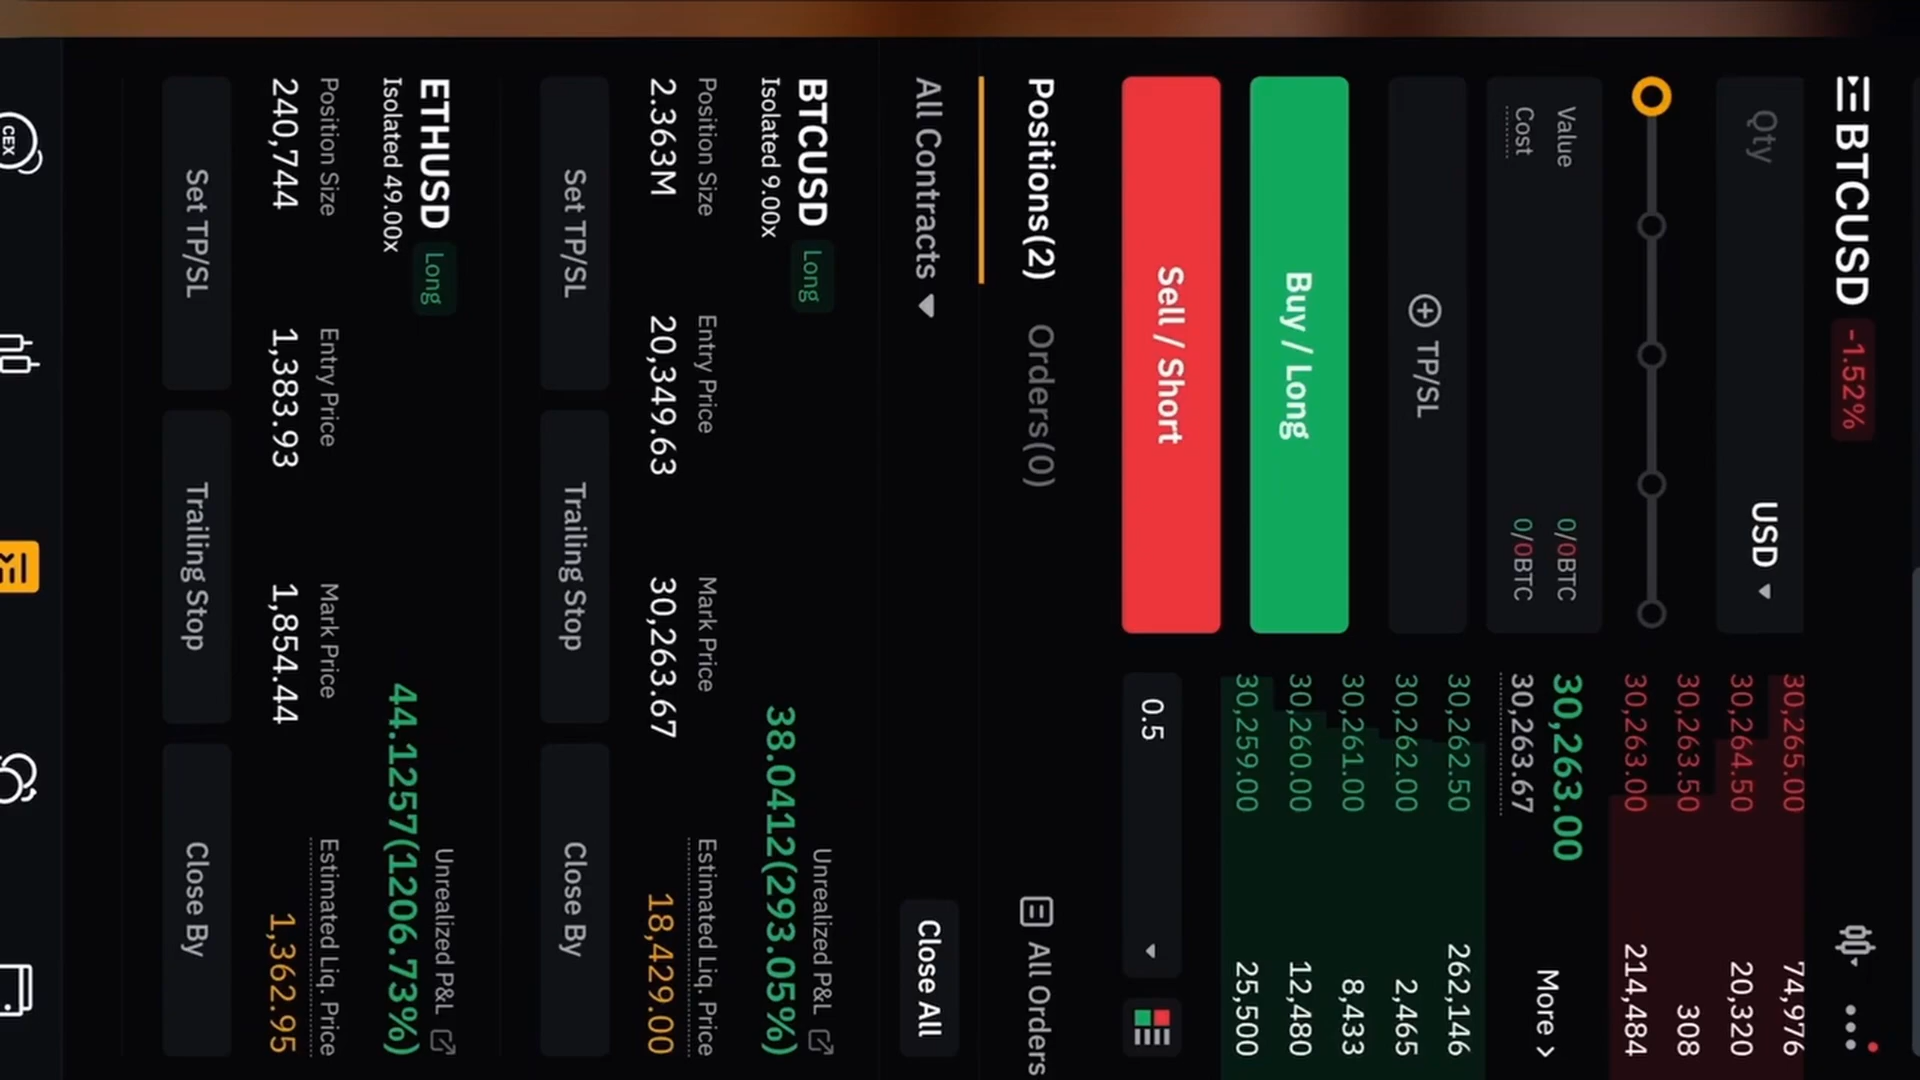 BTCUSD -1.52%
Qty
USD
Value 0/0BTC
Cost 0/0BTC
TP/SL
Buy / Long
Sell / Short
30,265.00 74,976
30,264.50 20,320
30,263.50 308
30,263.00 214,484
30,263.00
30,263.67
More >
30,262.50 262,146
30,262.00 2,465
30,261.00 8,433
30,260.00 12,480
30,259.00 25,500
0.5
Positions(2) Orders(0) All Orders
All Contracts Close All
BTCUSD Long Unrealized P&L
Isolated 9.00x 38.0412(293.05%)
Position Size Entry Price Mark Price Estimated Liq. Price
2.363M 20,349.63 30,263.67 18,429.00
Set TP/SL Trailing Stop Close By
ETHUSD Long Unrealized P&L
Isolated 49.00x 44.1257(1206.73%)
Position Size Entry Price Mark Price Estimated Liq. Price
240,744 1,383.93 1,854.44 1,362.95
Set TP/SL Trailing Stop Close By
CEX